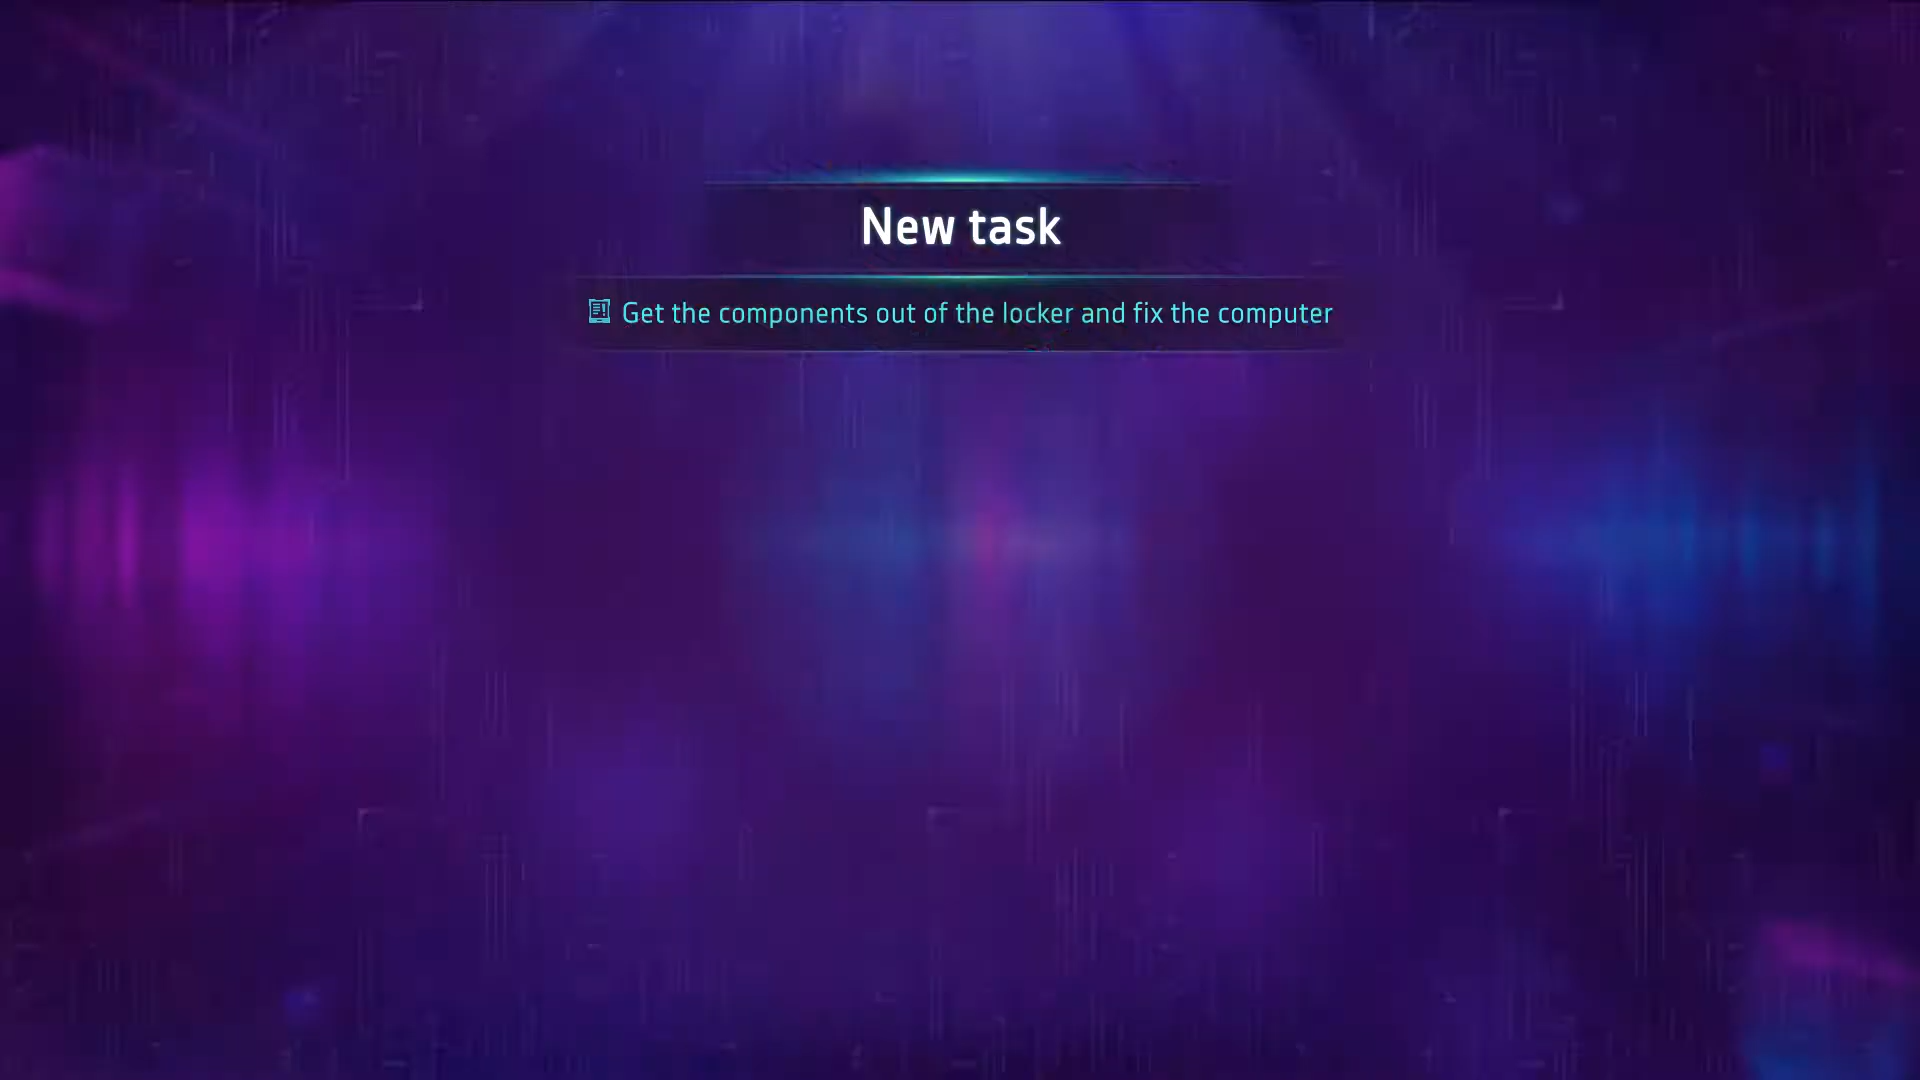 New task
Get the components out of the locker and fix the computer